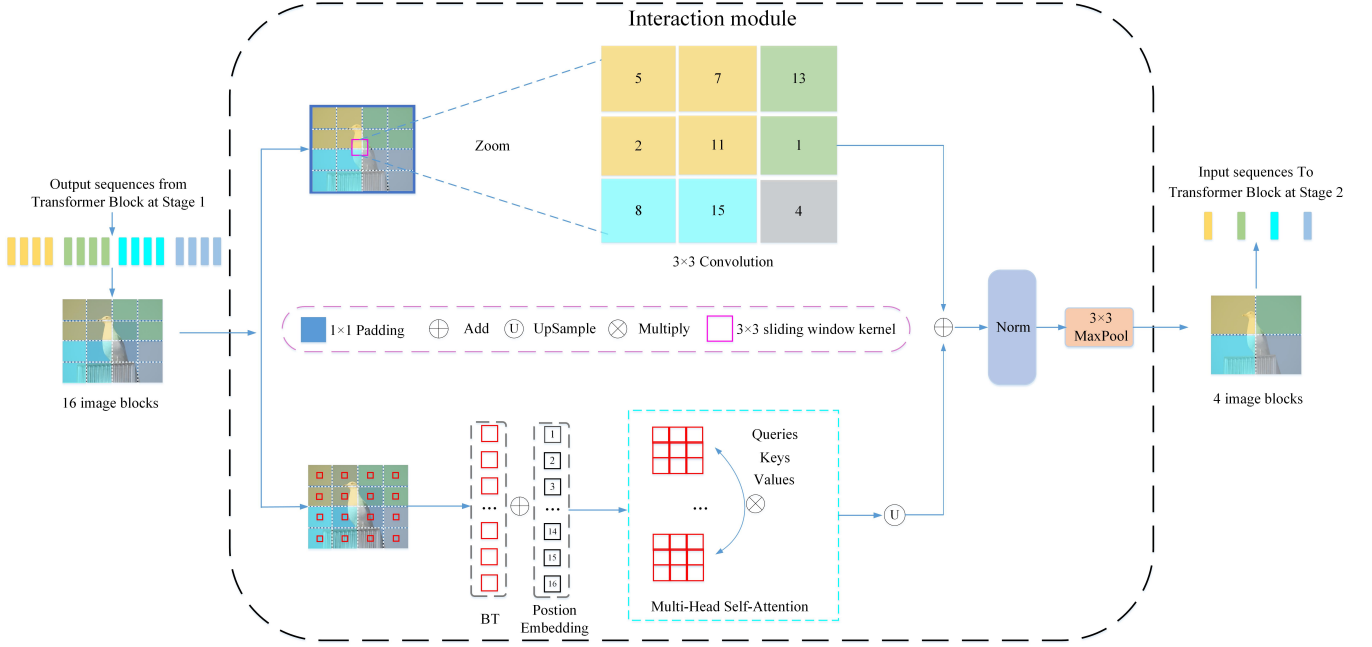 Interaction module
5 7 13
2 11 1
8 15 4
Zoom
3×3 Convolution
Output sequences from
Transformer Block at Stage 1
16 image blocks
1×1 Padding
Add
U UpSample
Multiply
3×3 sliding window kernel
Norm
3×3
MaxPool
Input sequences To
Transformer Block at Stage 2
4 image blocks
...
BT
1
2
3
...
14
15
16
Postion
Embedding
Queries
Keys
Values
...
Multi-Head Self-Attention
U